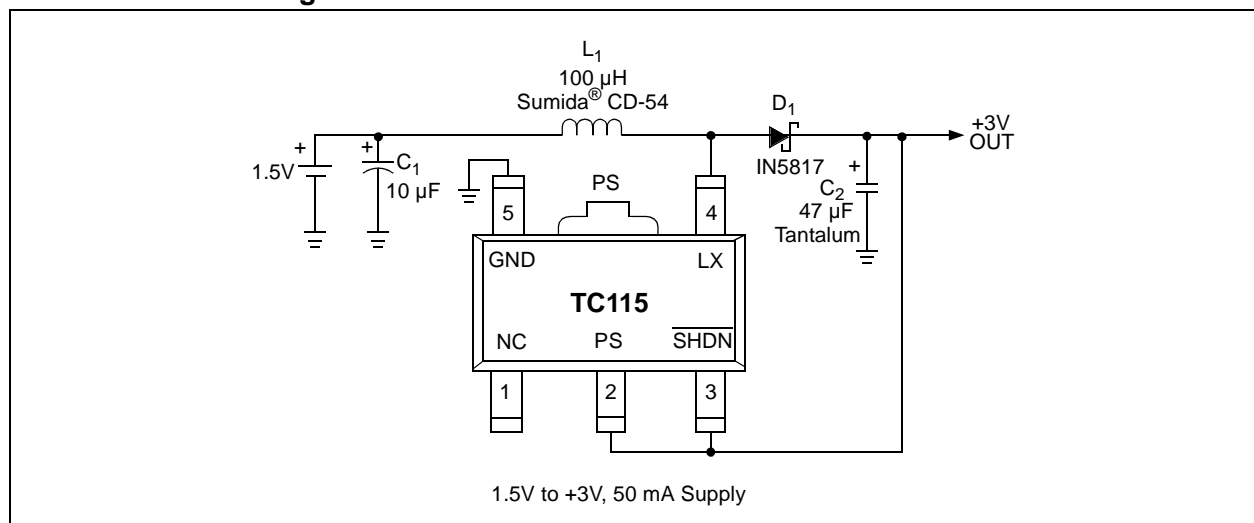 L1
100 µH
Sumida® CD-54
D1
+3V
OUT
+
1.5V
+
C1
10 µF
IN5817
+
C2
47 µF
Tantalum
PS
5
4
GND
LX
TC115
NC
PS
SHDN
1
2
3
1.5V to +3V, 50 mA Supply